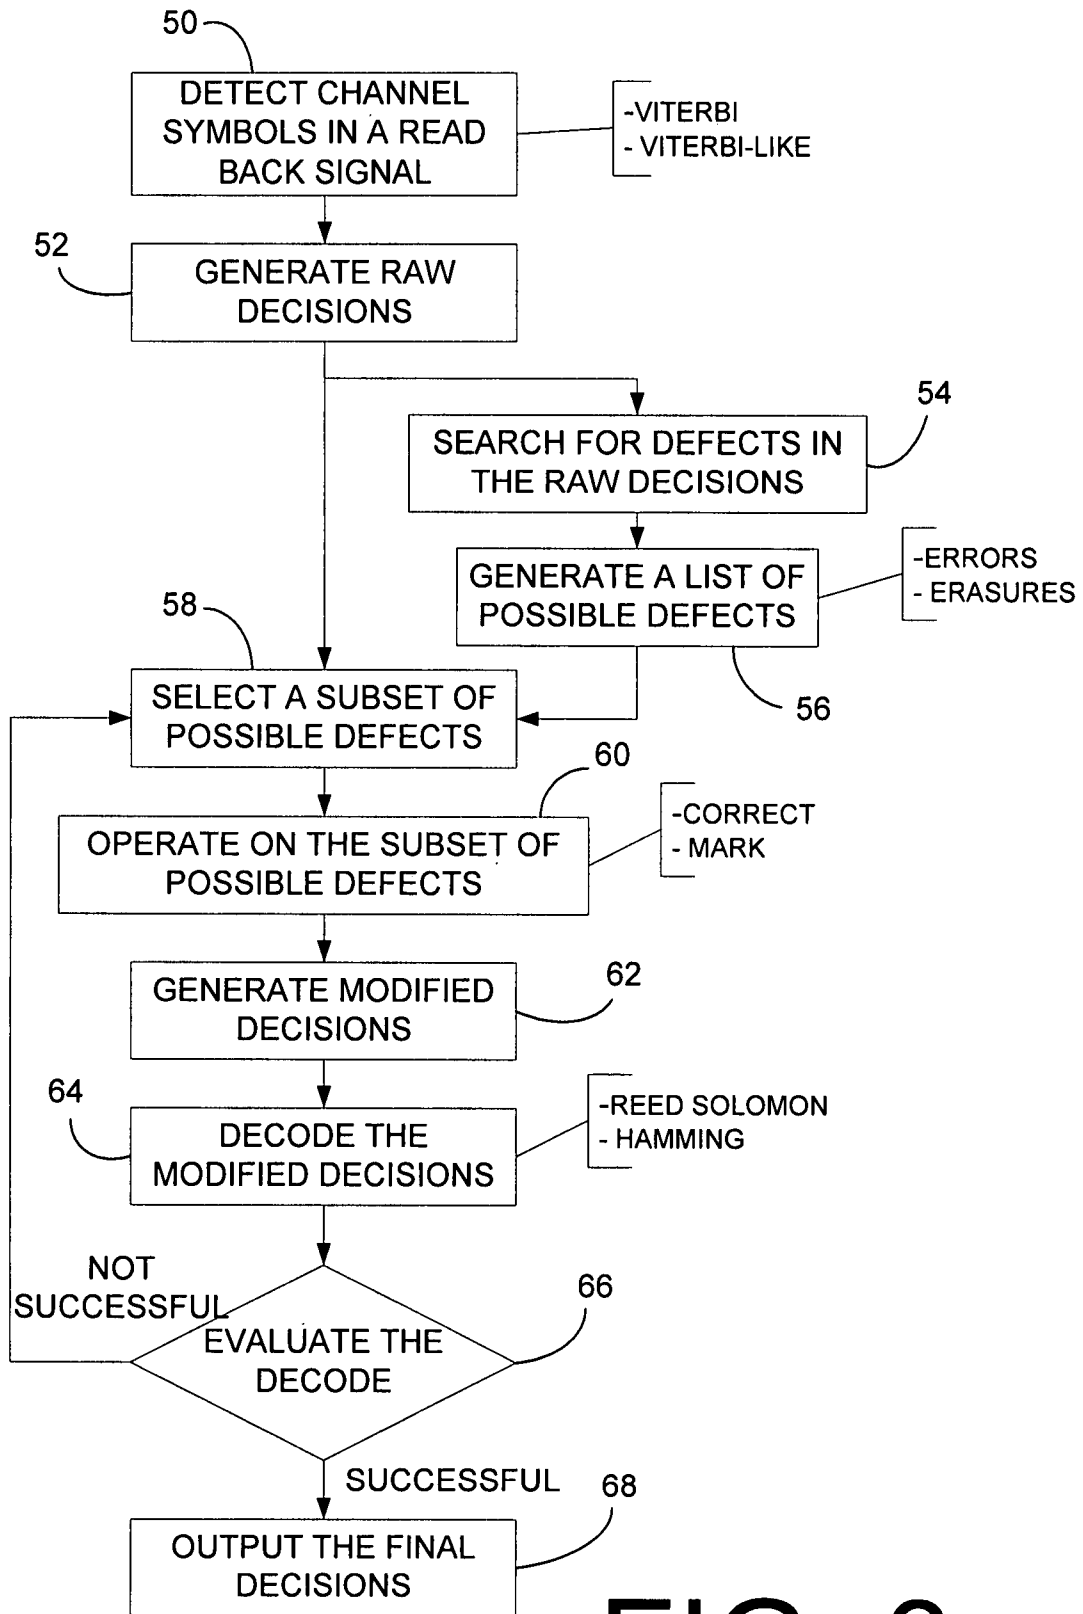 50
DETECT CHANNEL
SYMBOLS IN A READ
BACK SIGNAL
-VITERBI
- VITERBI-LIKE
52
GENERATE RAW
DECISIONS
54
SEARCH FOR DEFECTS IN
THE RAW DECISIONS
GENERATE A LIST OF
POSSIBLE DEFECTS
-ERRORS
- ERASURES
56
58
SELECT A SUBSET OF
POSSIBLE DEFECTS
60
OPERATE ON THE SUBSET OF
POSSIBLE DEFECTS
-CORRECT
- MARK
62
GENERATE MODIFIED
DECISIONS
64
DECODE THE
MODIFIED DECISIONS
-REED SOLOMON
- HAMMING
NOT
SUCCESSFUL
66
EVALUATE THE
DECODE
SUCCESSFUL
68
OUTPUT THE FINAL
DECISIONS